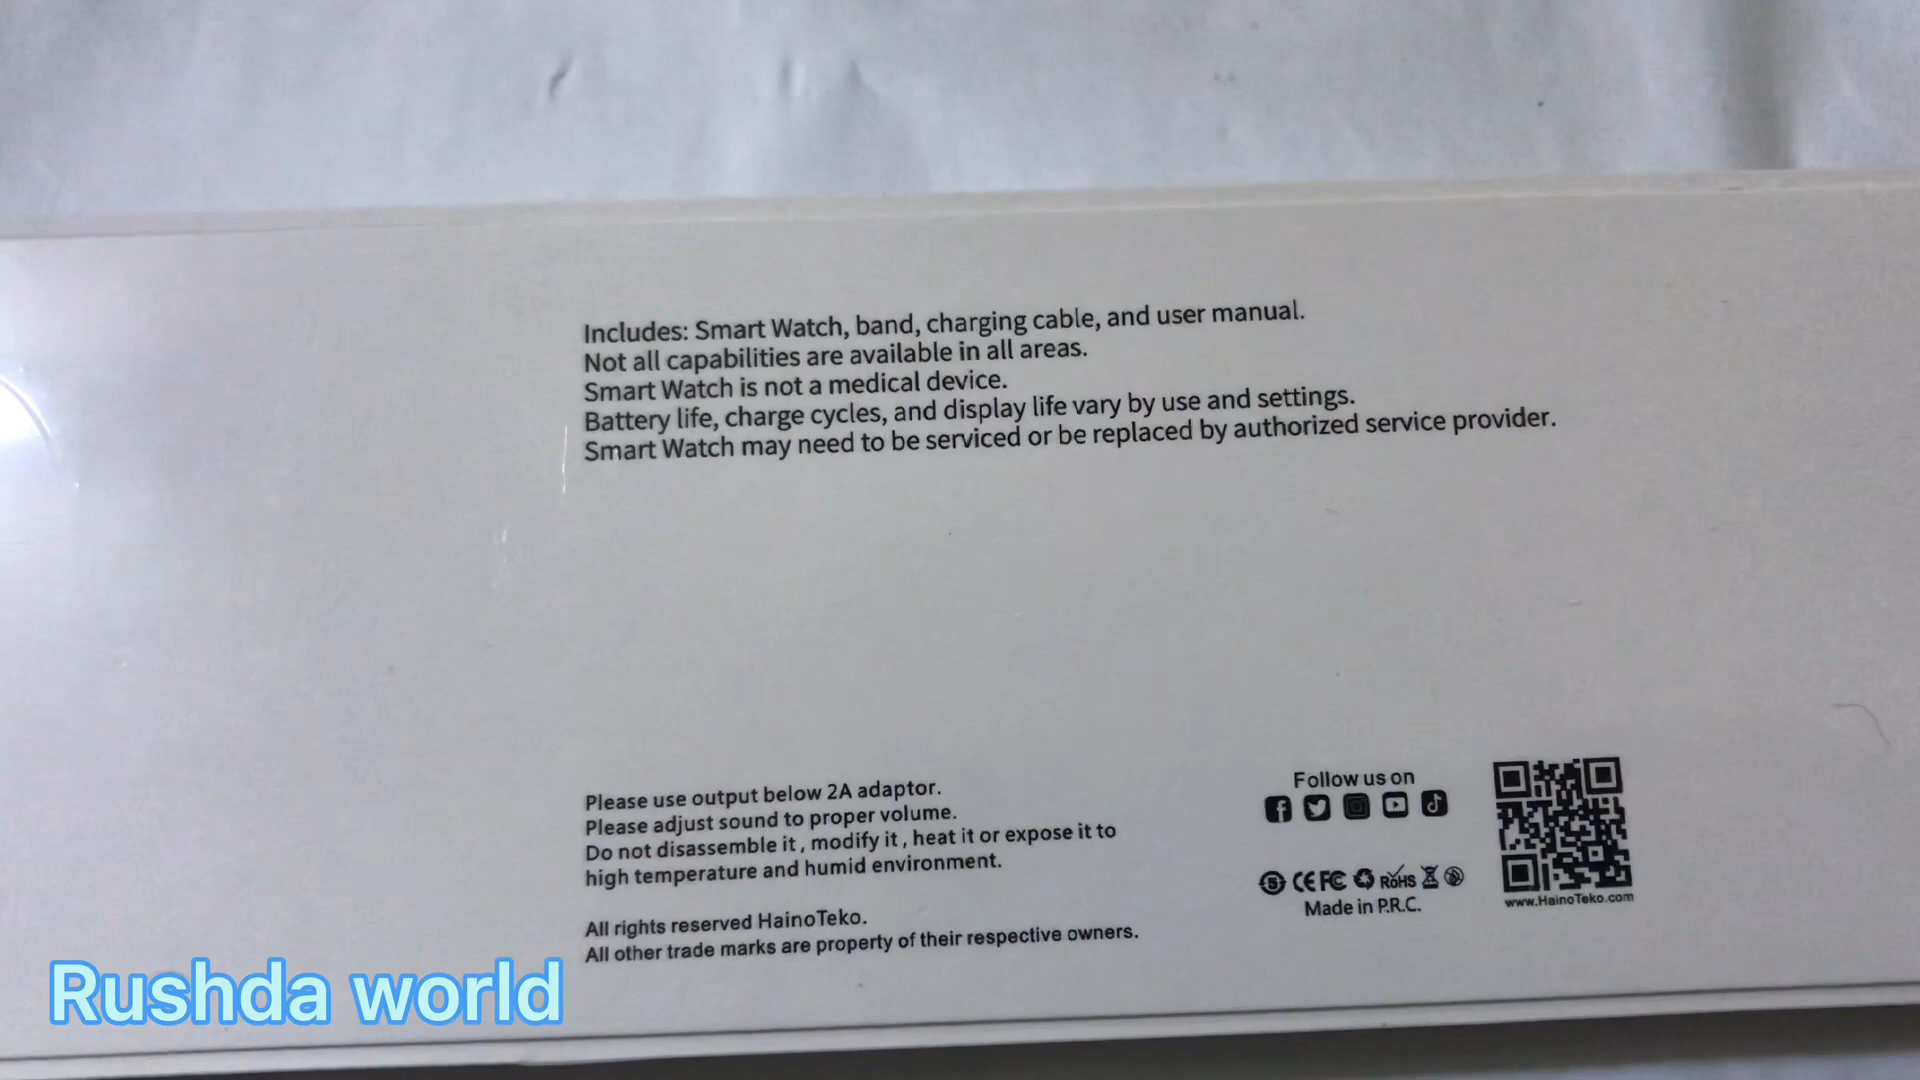 Includes: Smart Watch, band, charging cable, and user manual.
Not all capabilities are available in all areas.
Smart Watch is not a medical device.
Battery life, charge cycles, and display life vary by use and settings.
Smart Watch may need to be serviced or be replaced by authorized service provider.
Please use output below 2A adaptor.
Please adjust sound to proper volume.
Do not disassemble it, modify it, heat it or expose it to
high temperature and humid environment.
All rights reserved HainoTeko.
All other trade marks are property of their respective owners.
Follow us on
5 CE FC RoHS
Made in P.R.C.
www.HainoTeko.com
Rushda world